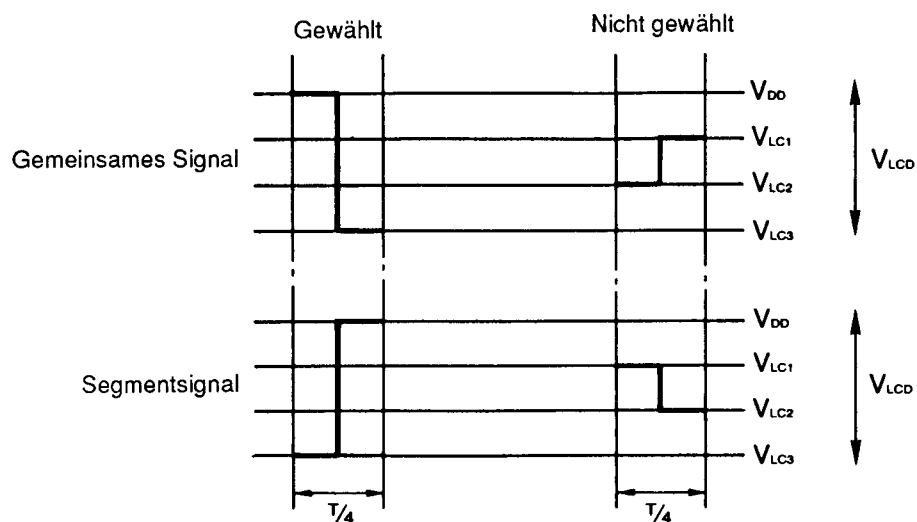 Gewählt
Nicht gewählt
V_DD
V_LC1
Gemeinsames Signal
V_LCD
V_LC2
V_LC3
V_DD
V_LC1
Segmentsignal
V_LCD
V_LC2
V_LC3
T/4
T/4